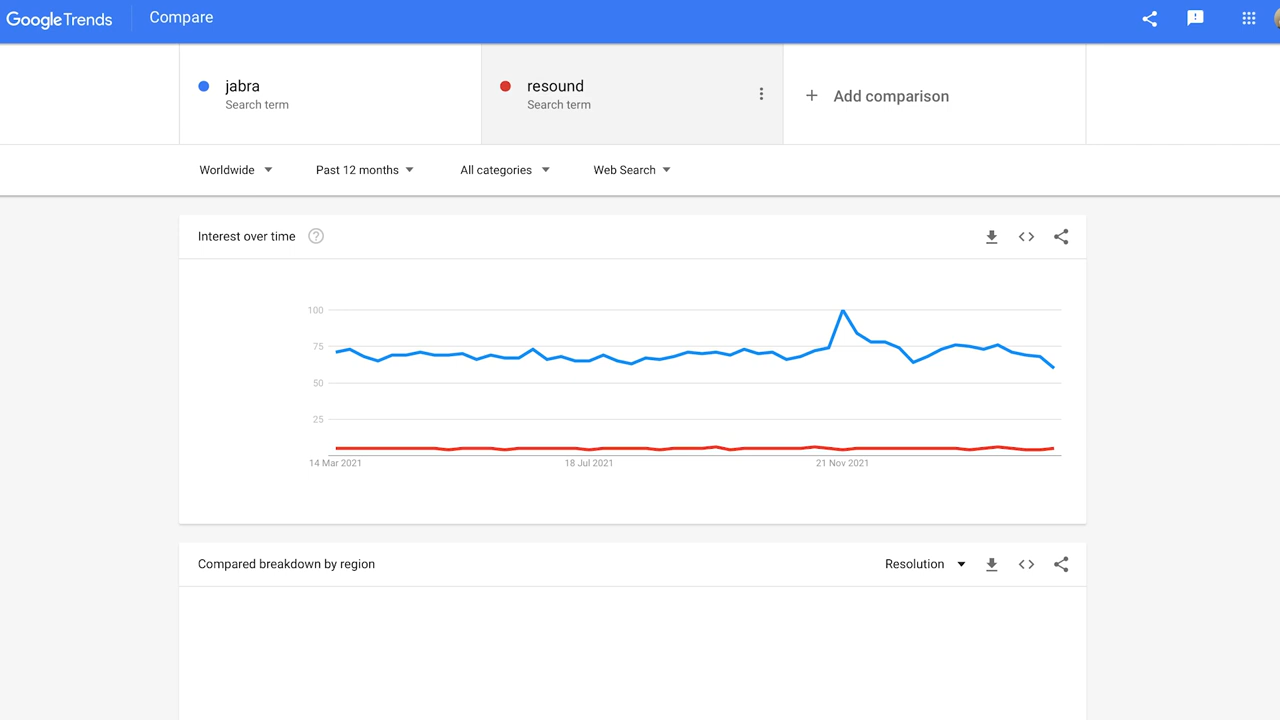 Google Trends Compare
jabra
Search term
resound
Search term
+ Add comparison
Worldwide Past 12 months All categories Web Search
Interest over time ?
100
75
50
25
14 Mar 2021 18 Jul 2021 21 Nov 2021
Compared breakdown by region Resolution